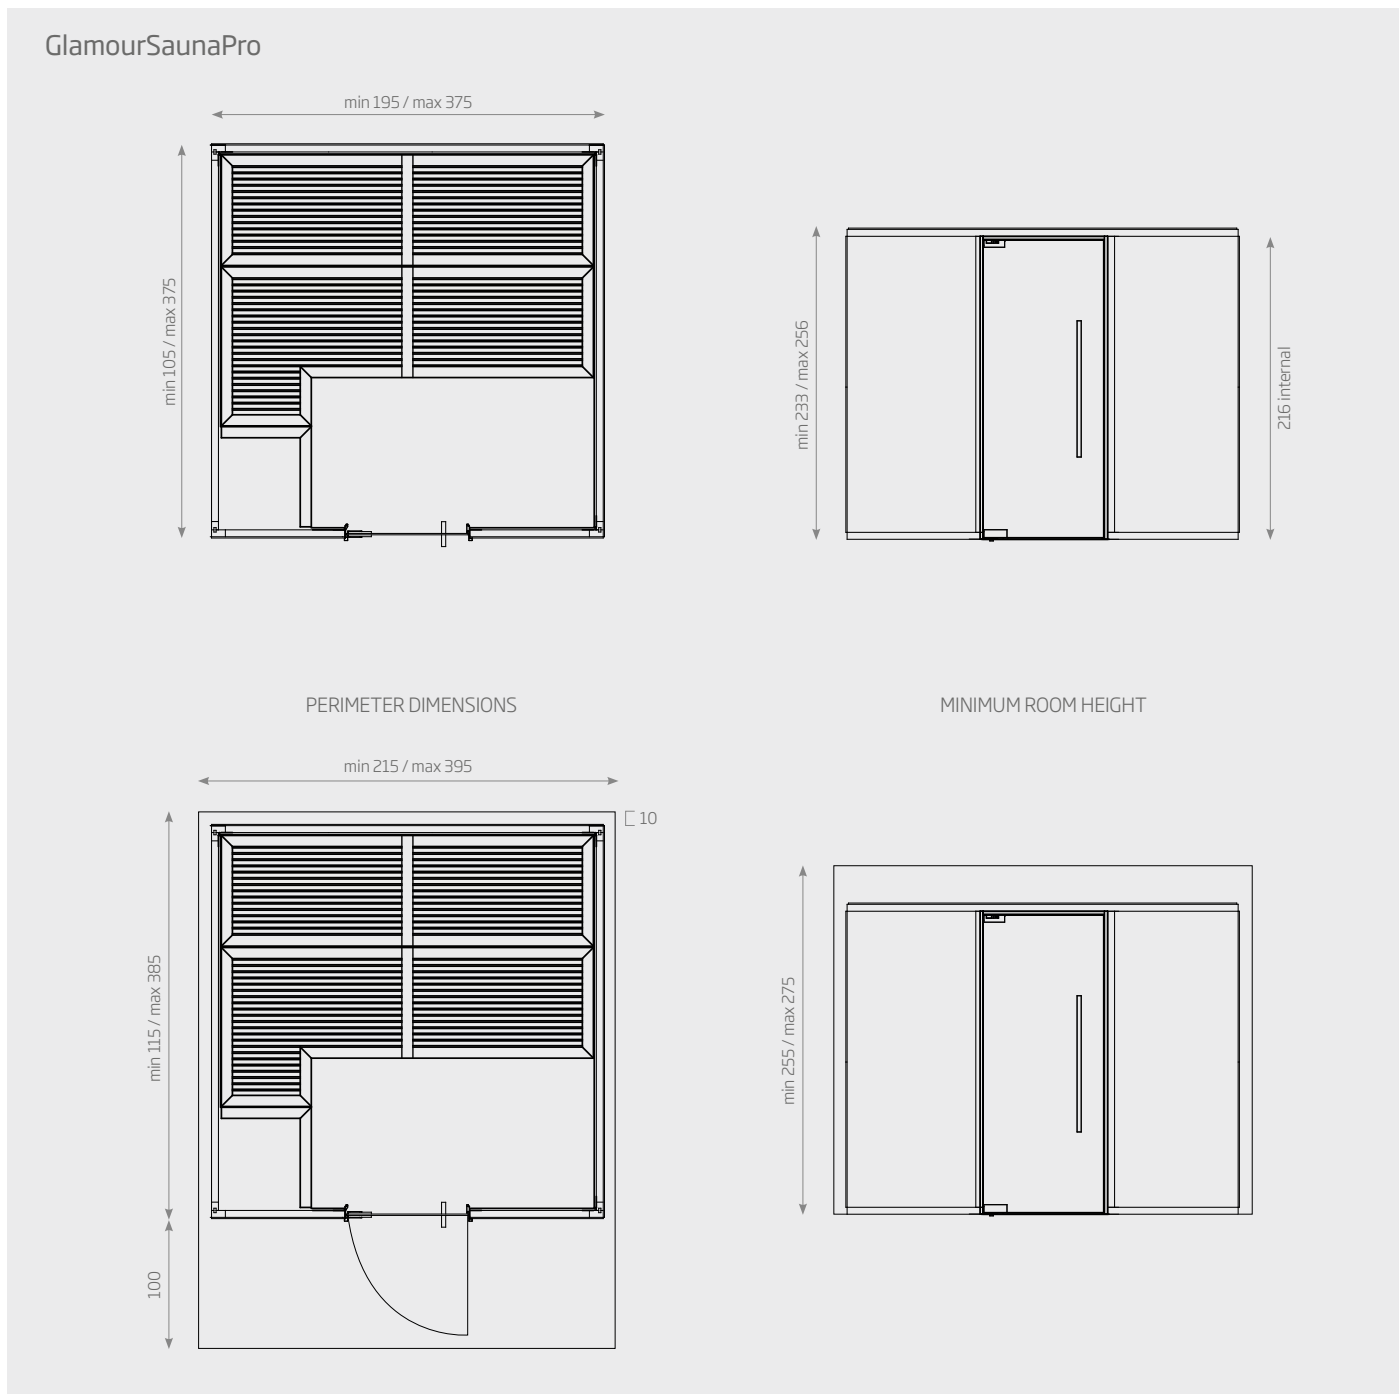 GlamourSaunaPro
min 195 / max 375
min 105 / max 375
min 233 / max 256
216 internal
PERIMETER DIMENSIONS
MINIMUM ROOM HEIGHT
min 215 / max 395
10
min 115 / max 385
min 255 / max 275
100